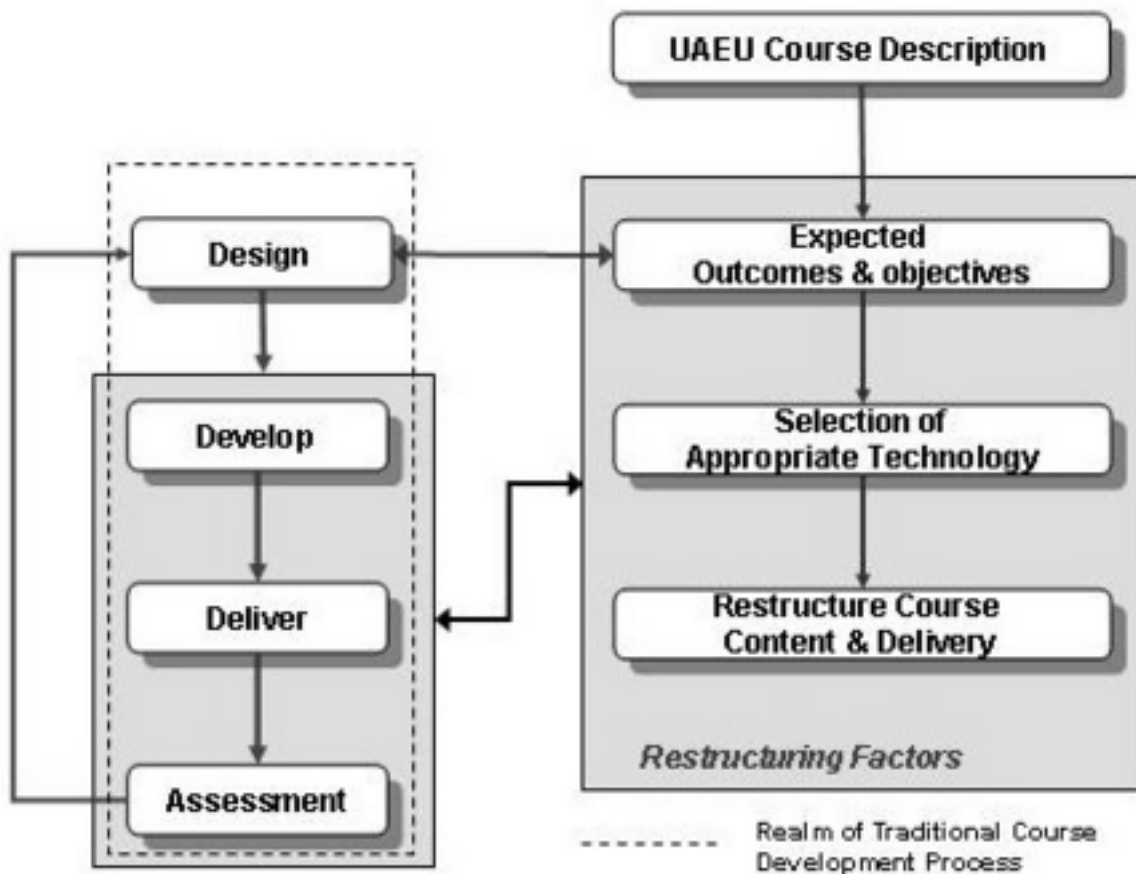 UAEU Course Description
Design
Expected
Outcomes & objectives
Develop
Selection of
Appropriate Technology
Deliver
Restructure Course
Content & Delivery
Restructuring Factors
Assessment
Realm of Traditional Course
Development Process